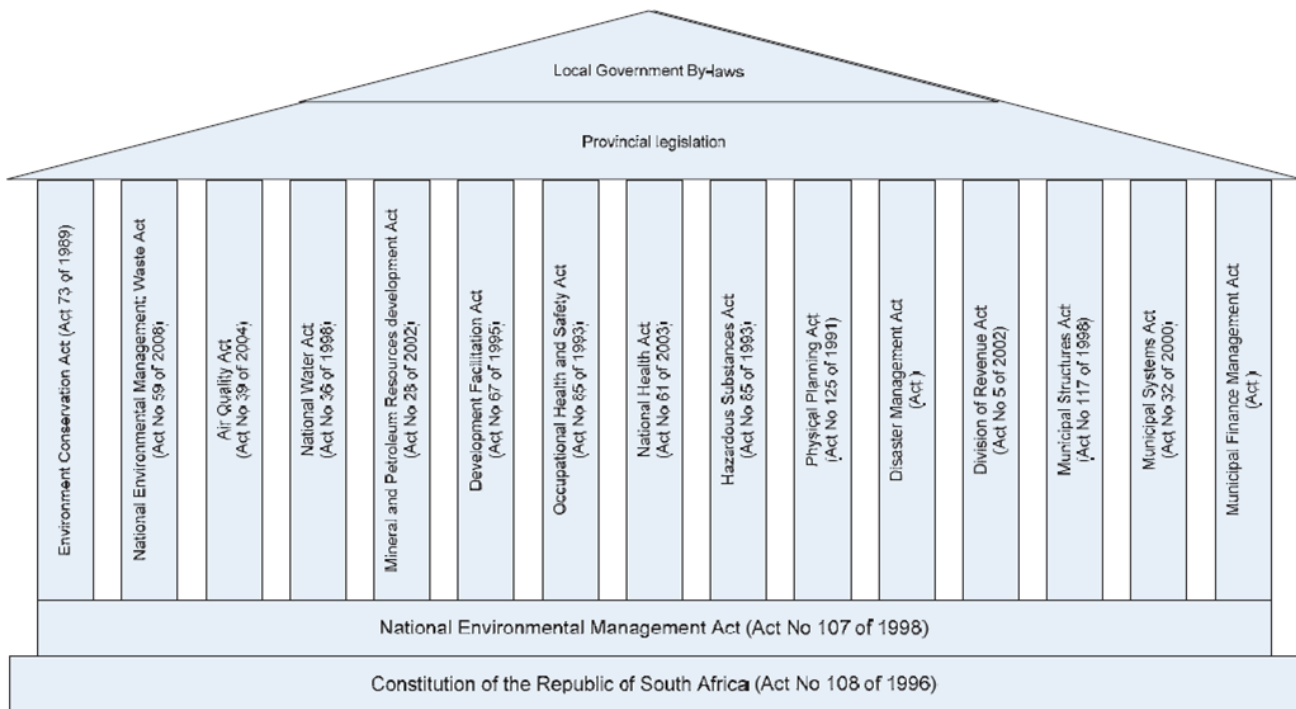 Local Government By-laws
Provincial legislation
Environment Conservation Act (Act 73 of 1989)
National Environmental Management: Waste Act
(Act No 59 of 2008)
Air Quality Act
(Act No 39 of 2004)
National Water Act
(Act No 36 of 1998)
Mineral and Petroleum Resources development Act
(Act No 28 of 2002)
Development Facilitation Act
(Act No 67 of 1995)
Occupational Health and Safety Act
(Act No 85 of 1993)
National Health Act
(Act No 61 of 2003)
Hazardous Substances Act
(Act No 85 of 1993)
Physical Planning Act
(Act No 125 of 1991)
Disaster Management Act
(Act )
Division of Revenue Act
(Act No 5 of 2002)
Municipal Structures Act
(Act No 117 of 1998)
Municipal Systems Act
(Act No 32 of 2000)
Municipal Finance Management Act
(Act )
National Environmental Management Act (Act No 107 of 1998)
Constitution of the Republic of South Africa (Act No 108 of 1996)